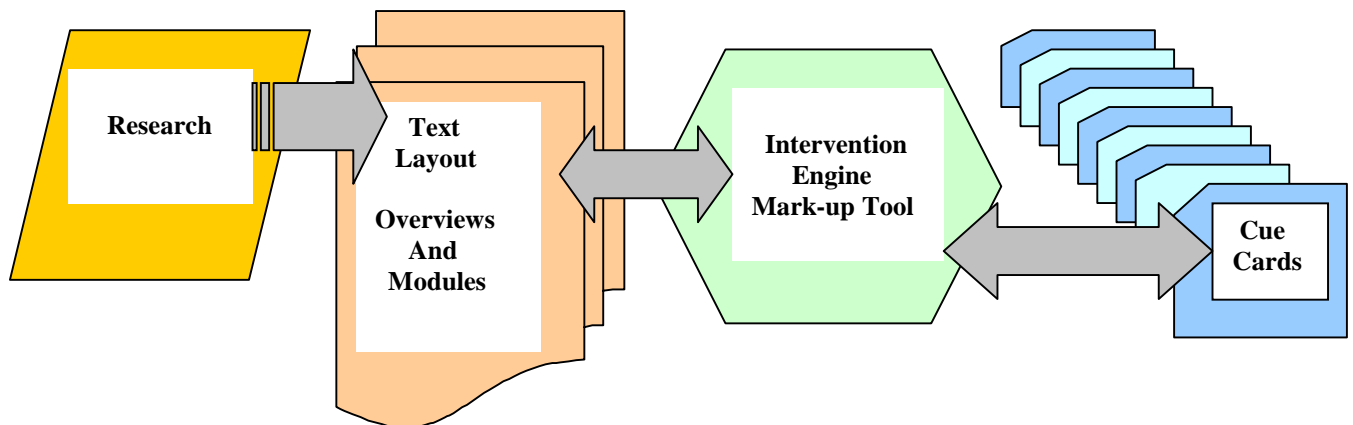 Research
Text
Layout
Overviews
And
Modules
Intervention
Engine
Mark-up Tool
Cue
Cards